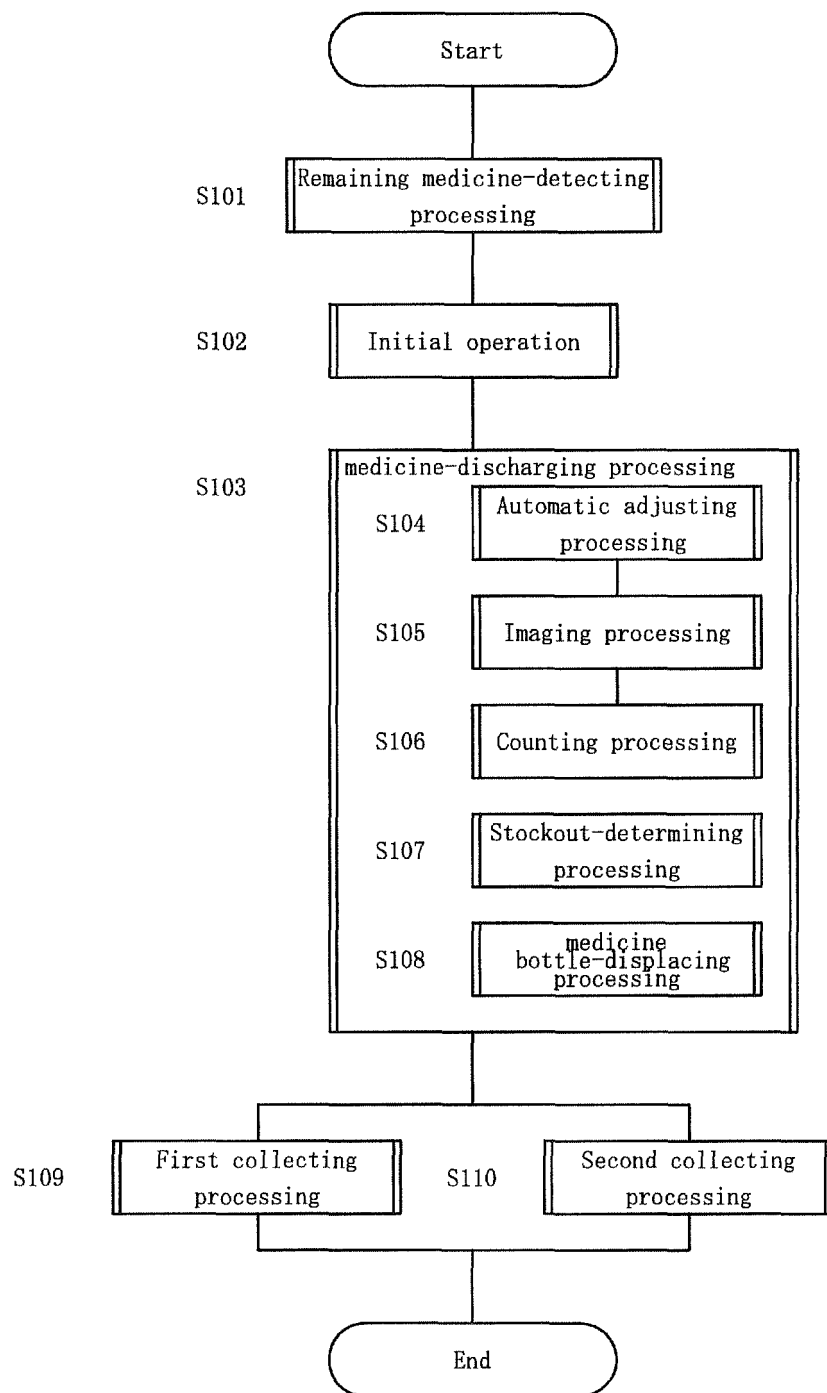 Start
S101
Remaining medicine-detecting
processing
S102
Initial operation
S103
medicine-discharging processing
S104
Automatic adjusting
processing
S105
Imaging processing
S106
Counting processing
S107
Stockout-determining
processing
S108
medicine
bottle-displacing
processing
S109
First collecting
processing
S110
Second collecting
processing
End